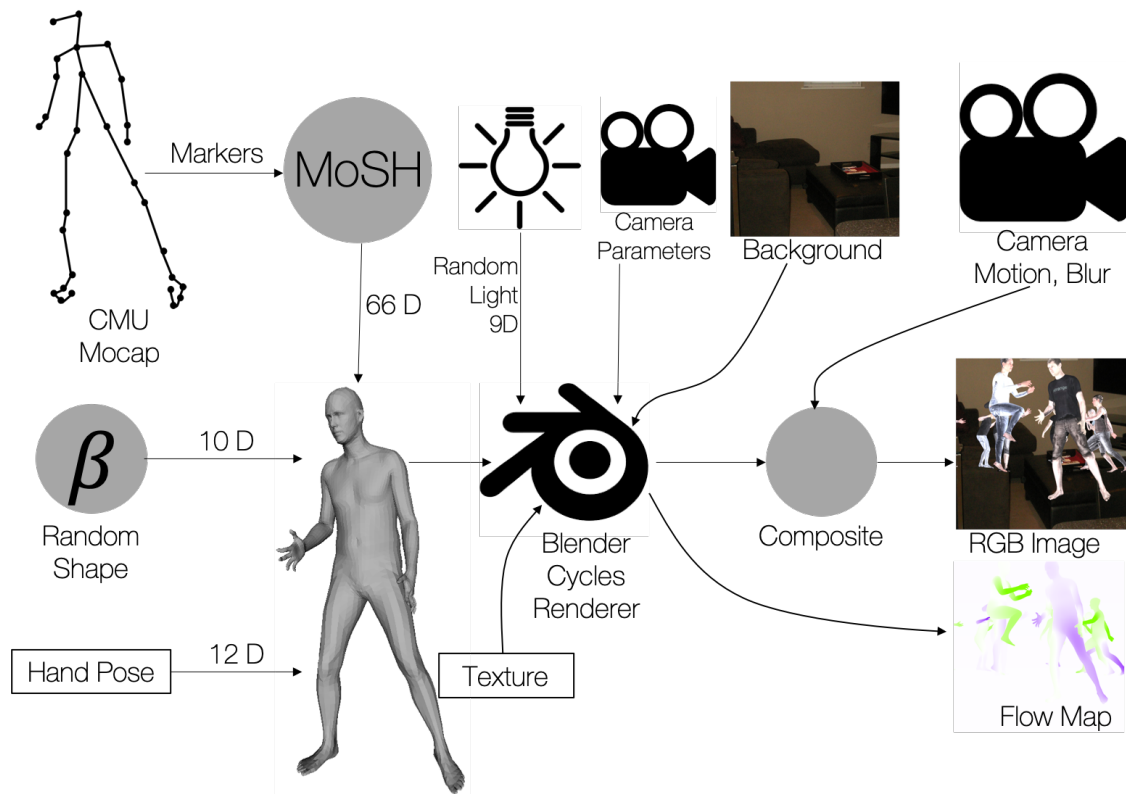 Markers
MoSH
CMU
Mocap
66 D
Random
Light
9D
Camera
Parameters
Background
Camera
Motion, Blur
β
10 D
Random
Shape
Hand Pose
12 D
Blender
Cycles
Renderer
Texture
Composite
RGB Image
Flow Map